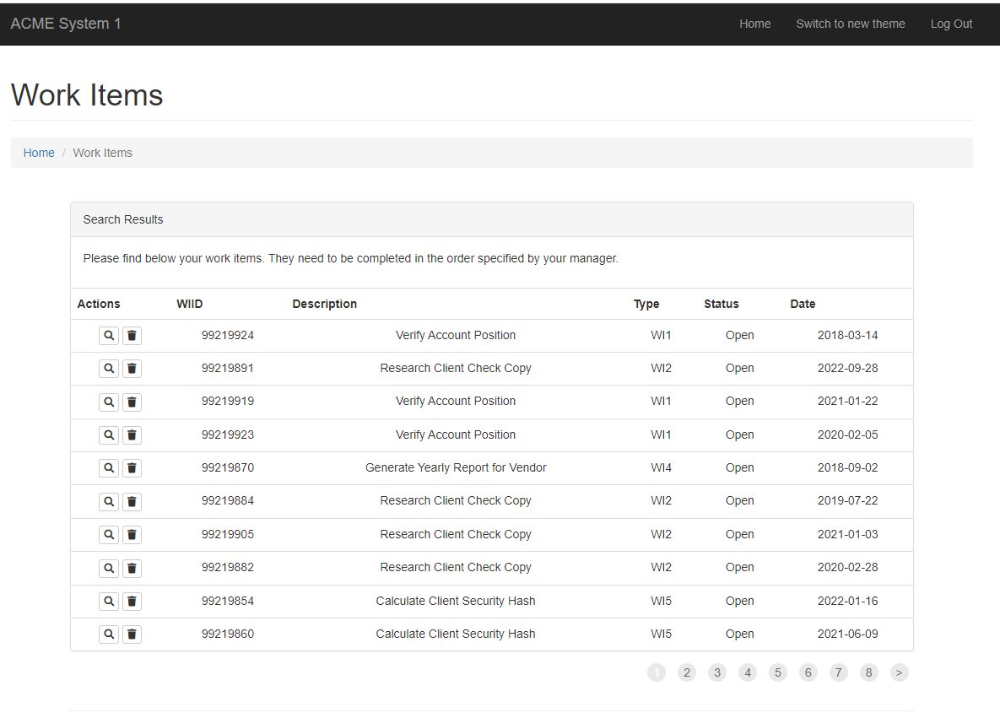 ACME System 1 Home Switch to new theme Log Out
Work Items
Home / Work Items
Search Results
Please find below your work items. They need to be completed in the order specified by your manager.
Actions WIID Description Type Status Date
99219924 Verify Account Position WI1 Open 2018-03-14
99219891 Research Client Check Copy WI2 Open 2022-09-28
99219919 Verify Account Position WI1 Open 2021-01-22
99219923 Verify Account Position WI1 Open 2020-02-05
99219870 Generate Yearly Report for Vendor WI4 Open 2018-09-02
99219884 Research Client Check Copy WI2 Open 2019-07-22
99219905 Research Client Check Copy WI2 Open 2021-01-03
99219882 Research Client Check Copy WI2 Open 2020-02-28
99219854 Calculate Client Security Hash WI5 Open 2022-01-16
99219860 Calculate Client Security Hash WI5 Open 2021-06-09
1 2 3 4 5 6 7 8 >